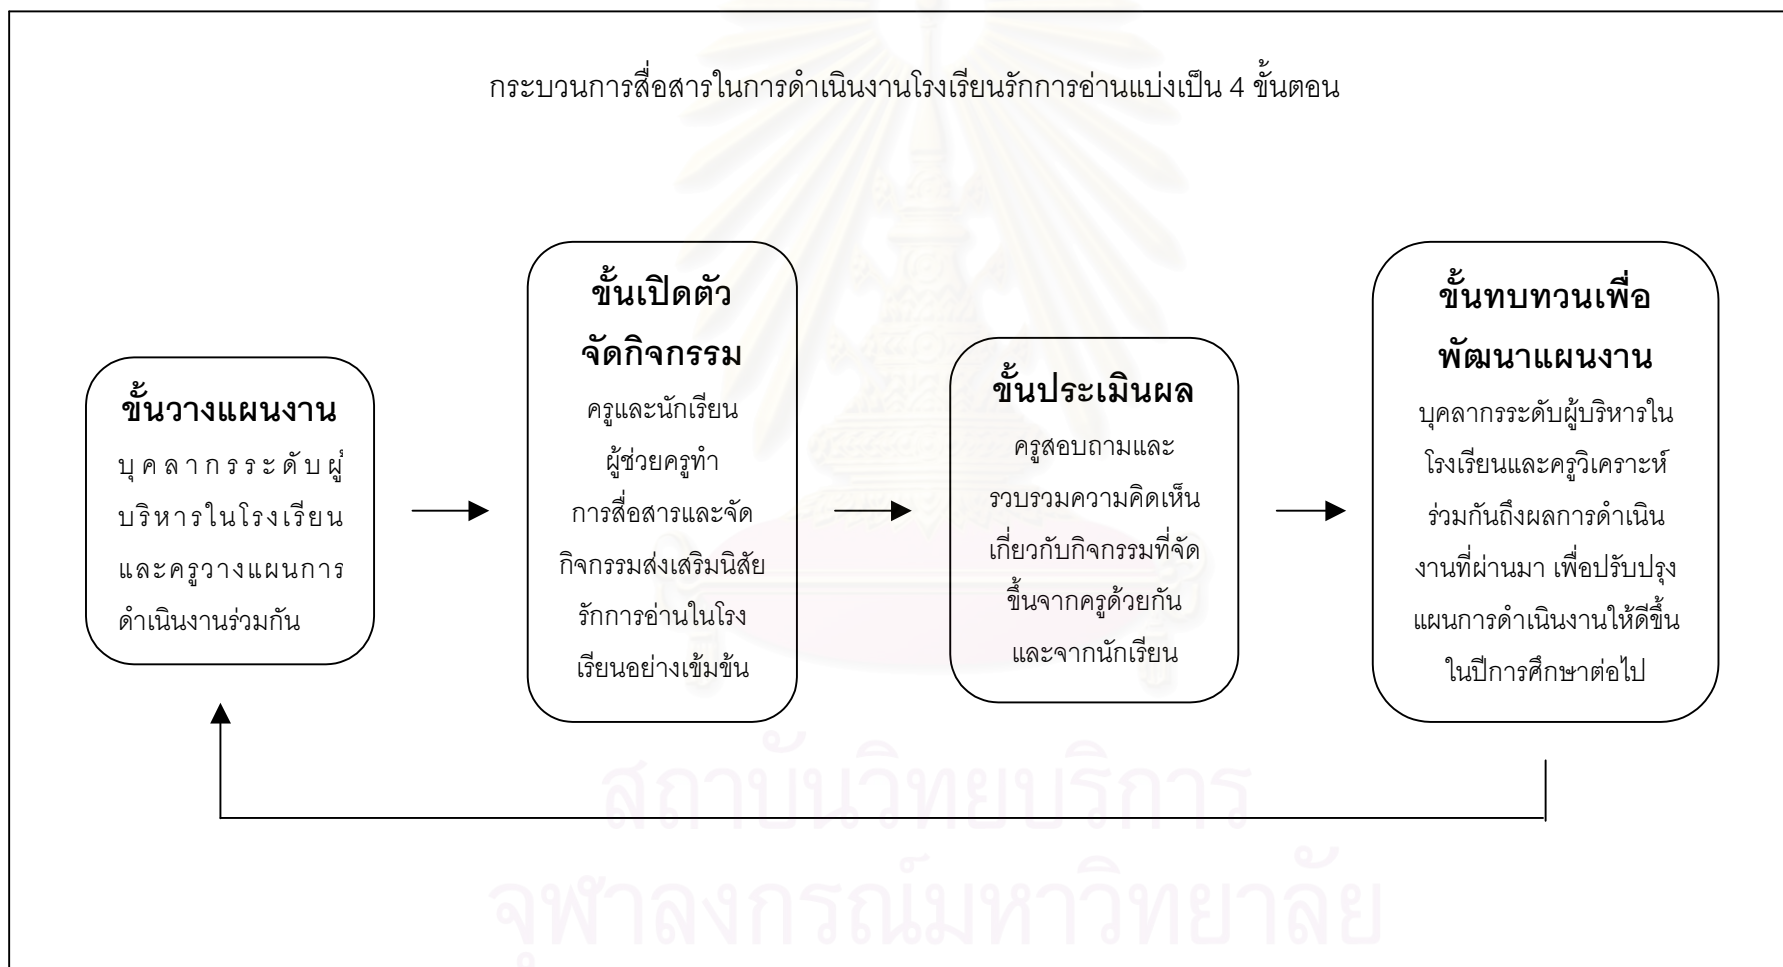 กระบวนการสื่อสารในการดำเนินงานโรงเรียนรักการอ่านแบ่งเป็น 4 ขั้นตอน
ขั้นวางแผนงาน
บุคลากรระดับผู้
บริหารในโรงเรียน
และครูวางแผนการ
ดำเนินงานร่วมกัน
ขั้นเปิดตัว
จัดกิจกรรม
ครูและนักเรียน
ผู้ช่วยครูทำ
การสื่อสารและจัด
กิจกรรมส่งเสริมนิสัย
รักการอ่านในโรง
เรียนอย่างเข้มข้น
ขั้นประเมินผล
ครูสอบถามและ
รวบรวมความคิดเห็น
เกี่ยวกับกิจกรรมที่จัด
ขึ้นจากครูด้วยกัน
และจากนักเรียน
ขั้นทบทวนเพื่อ
พัฒนาแผนงาน
บุคลากรระดับผู้บริหารใน
โรงเรียนและครูวิเคราะห์
ร่วมกันถึงผลการดำเนิน
งานที่ผ่านมา เพื่อปรับปรุง
แผนการดำเนินงานให้ดีขึ้น
ในปีการศึกษาต่อไป
สถาบันวิทยบริการ
จุฬาลงกรณ์มหาวิทยาลัย